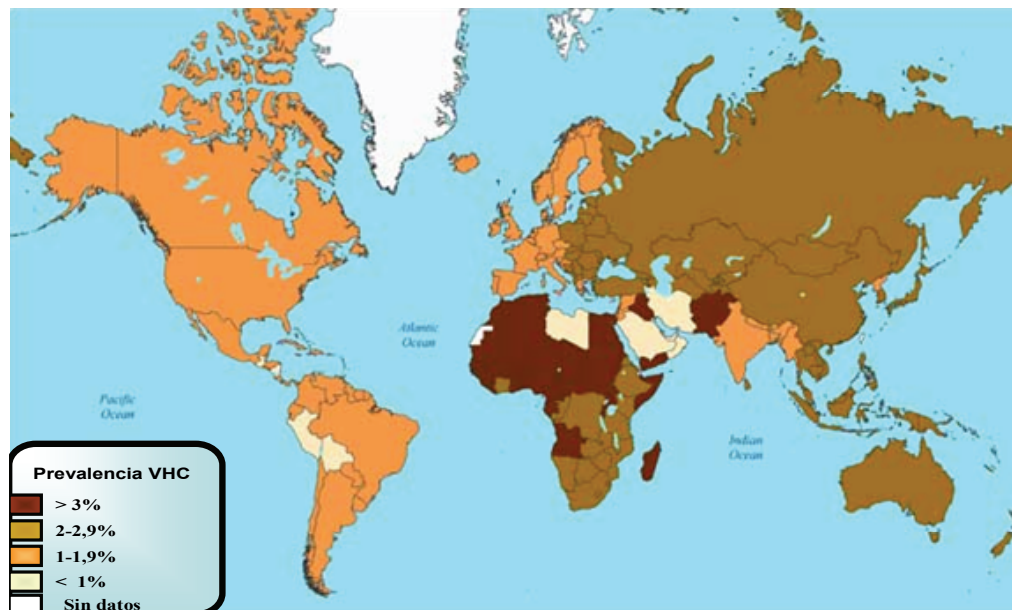 Atlantic
Ocean
Pacific
Ocean
Indian
Ocean
Prevalencia VHC
> 3%
2-2,9%
1-1,9%
< 1%
Sin datos